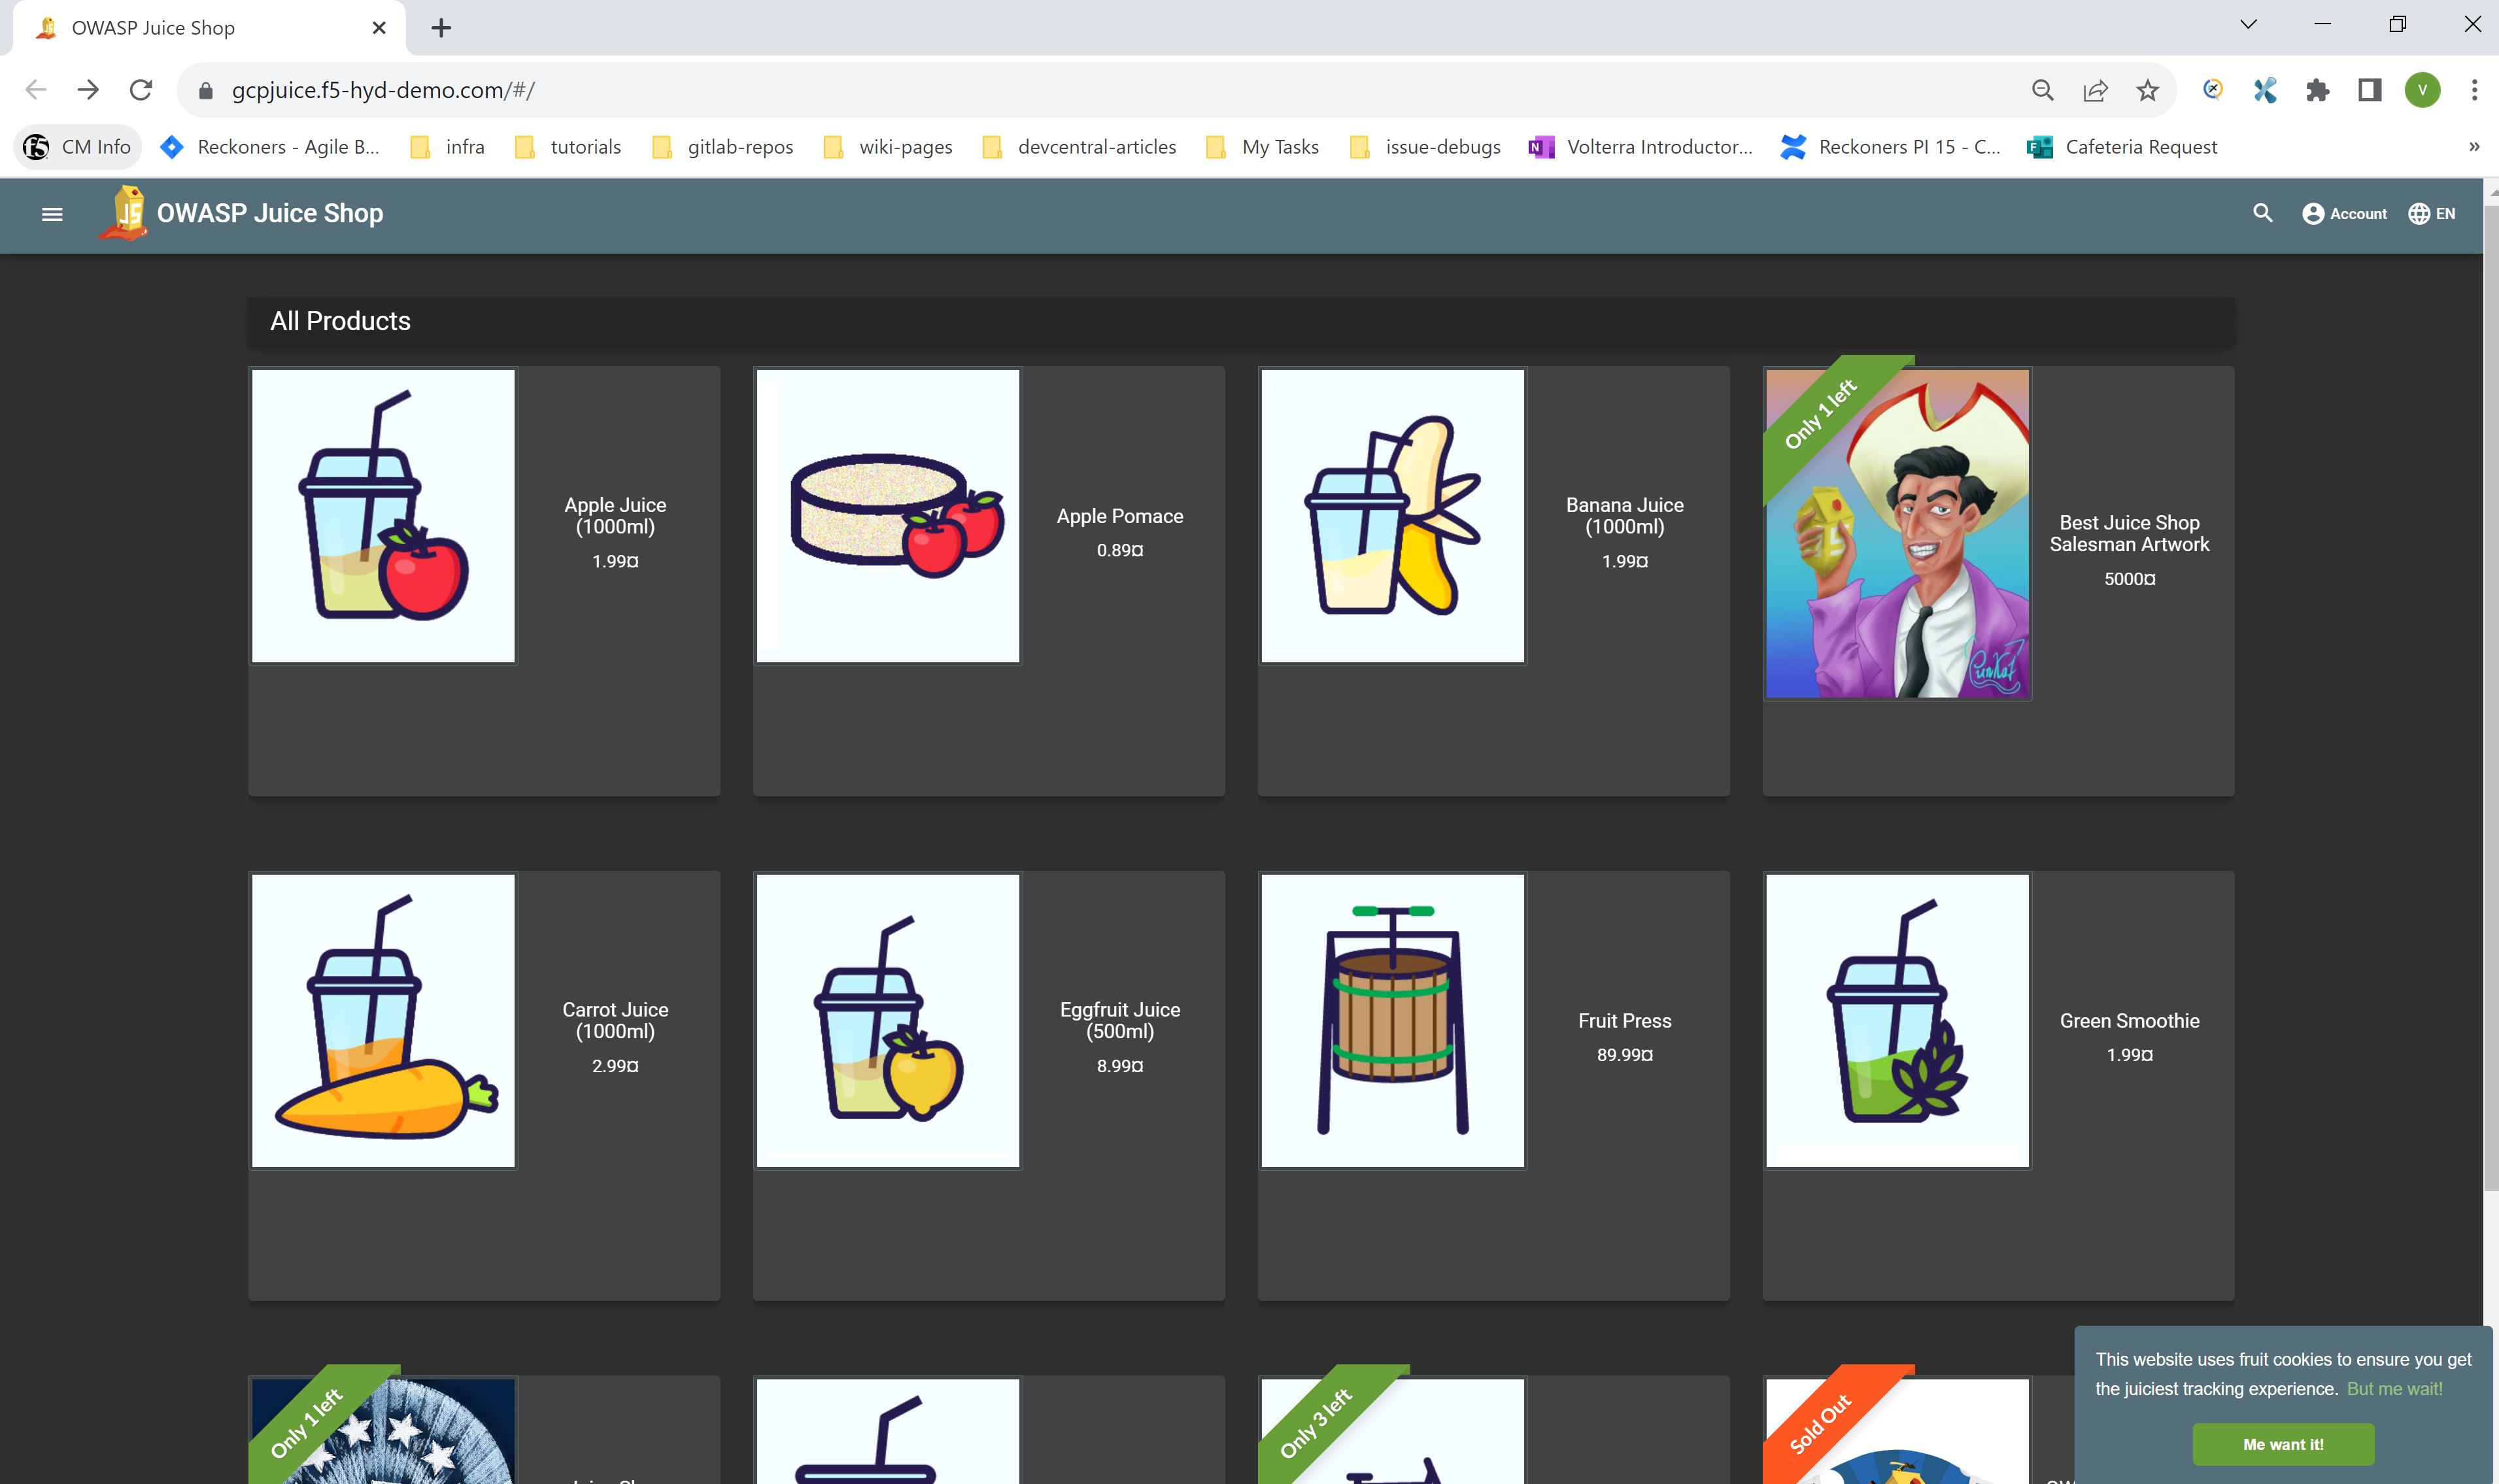 OWASP Juice Shop
gcpjuice.f5-hyd-demo.com/#/
V
CM Info
Reckoners - Agile B...
infra
tutorials
gitlab-repos
wiki-pages
devcentral-articles
My Tasks
issue-debugs
Volterra Introductor...
Reckoners PI 15 - C...
Cafeteria Request
»
OWASP Juice Shop
Account
EN
All Products
Apple Juice
(1000ml)
1.99¤
Apple Pomace
0.89¤
Banana Juice
(1000ml)
1.99¤
Only 1 left
Best Juice Shop
Salesman Artwork
5000¤
Carrot Juice
(1000ml)
2.99¤
Eggfruit Juice
(500ml)
8.99¤
Fruit Press
89.99¤
Green Smoothie
1.99¤
Only 1 left
Only 3 left
Sold Out
This website uses fruit cookies to ensure you get
the juiciest tracking experience. But me wait!
Me want it!